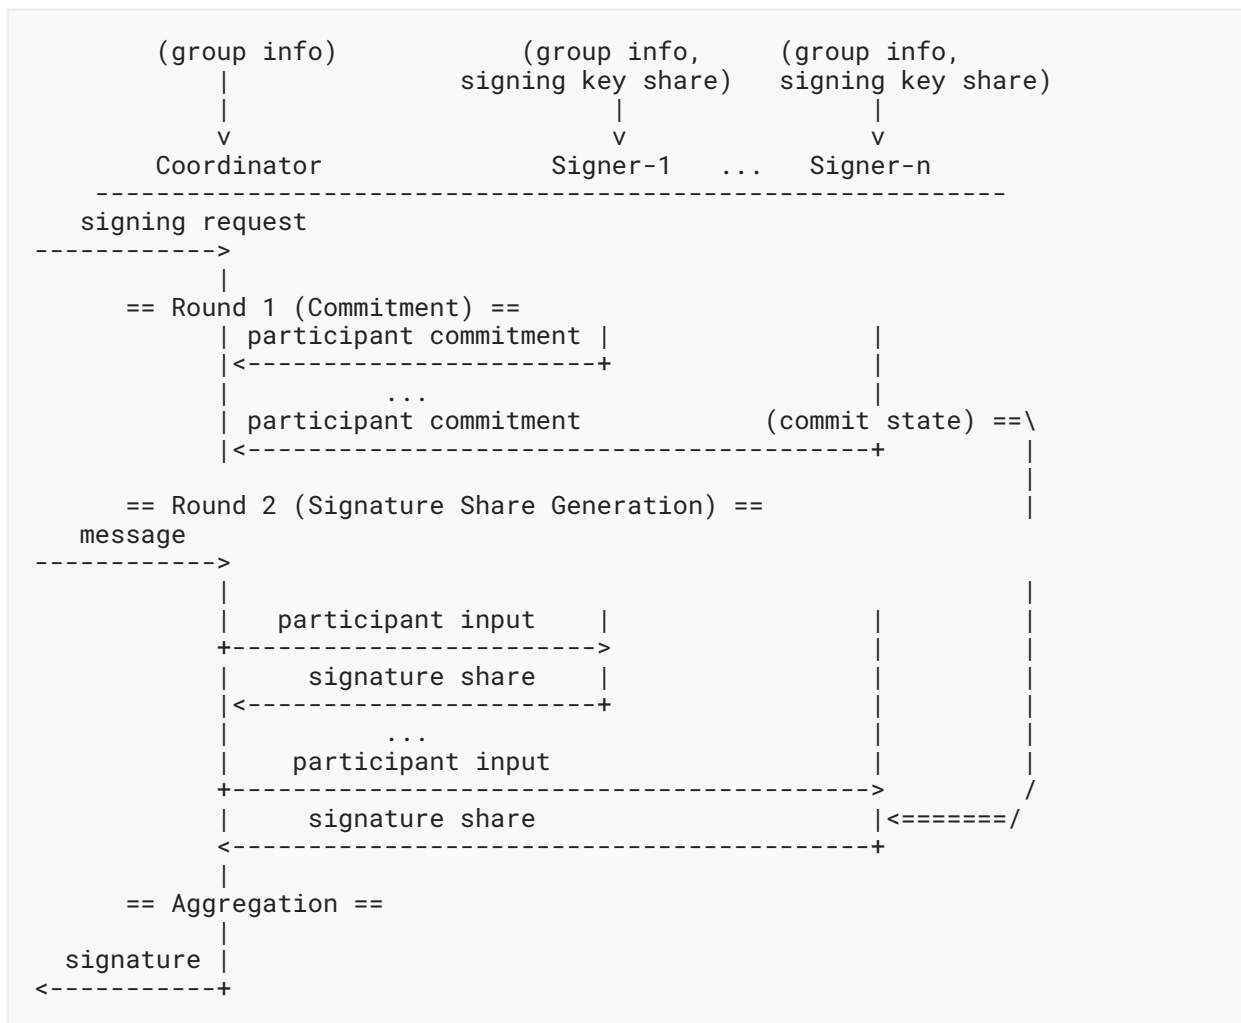 (group info)             (group info,     (group info,
            |               signing key share)   signing key share)
            |                         |                |
            v                         v                v
        Coordinator               Signer-1   ...   Signer-n
    ------------------------------------------------------------
   signing request
------------>
            |
      == Round 1 (Commitment) ==
            | participant commitment |                 |
            |<-----------------------+                 |
            |          ...                             |
            | participant commitment            (commit state) ==\
            |<-----------------------------------------+         |
                                                                 |
      == Round 2 (Signature Share Generation) ==                 |
   message
------------>
            |                                                    |
            |   participant input    |                 |         |
            +------------------------>                 |         |
            |     signature share    |                 |         |
            |<-----------------------+                 |         |
            |          ...                             |         |
            |    participant input                     |         |
            +------------------------------------------>         /
            |     signature share                      |<=======/
            <------------------------------------------+
            |
      == Aggregation ==
            |
  signature |
<-----------+